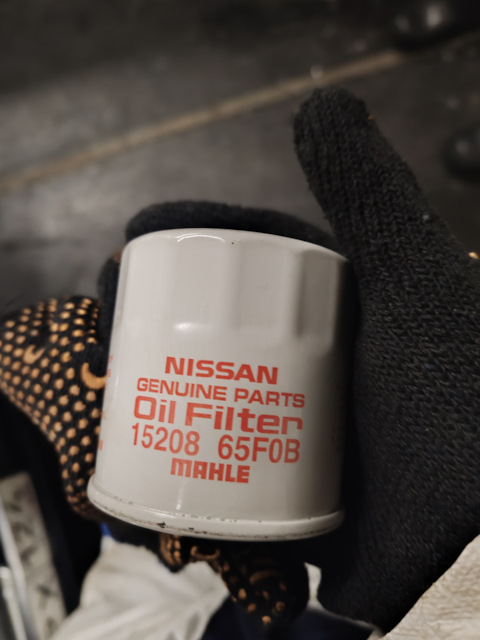 NISSAN
GENUINE PARTS
Oil Filter
15208 65F0B
MAHLE